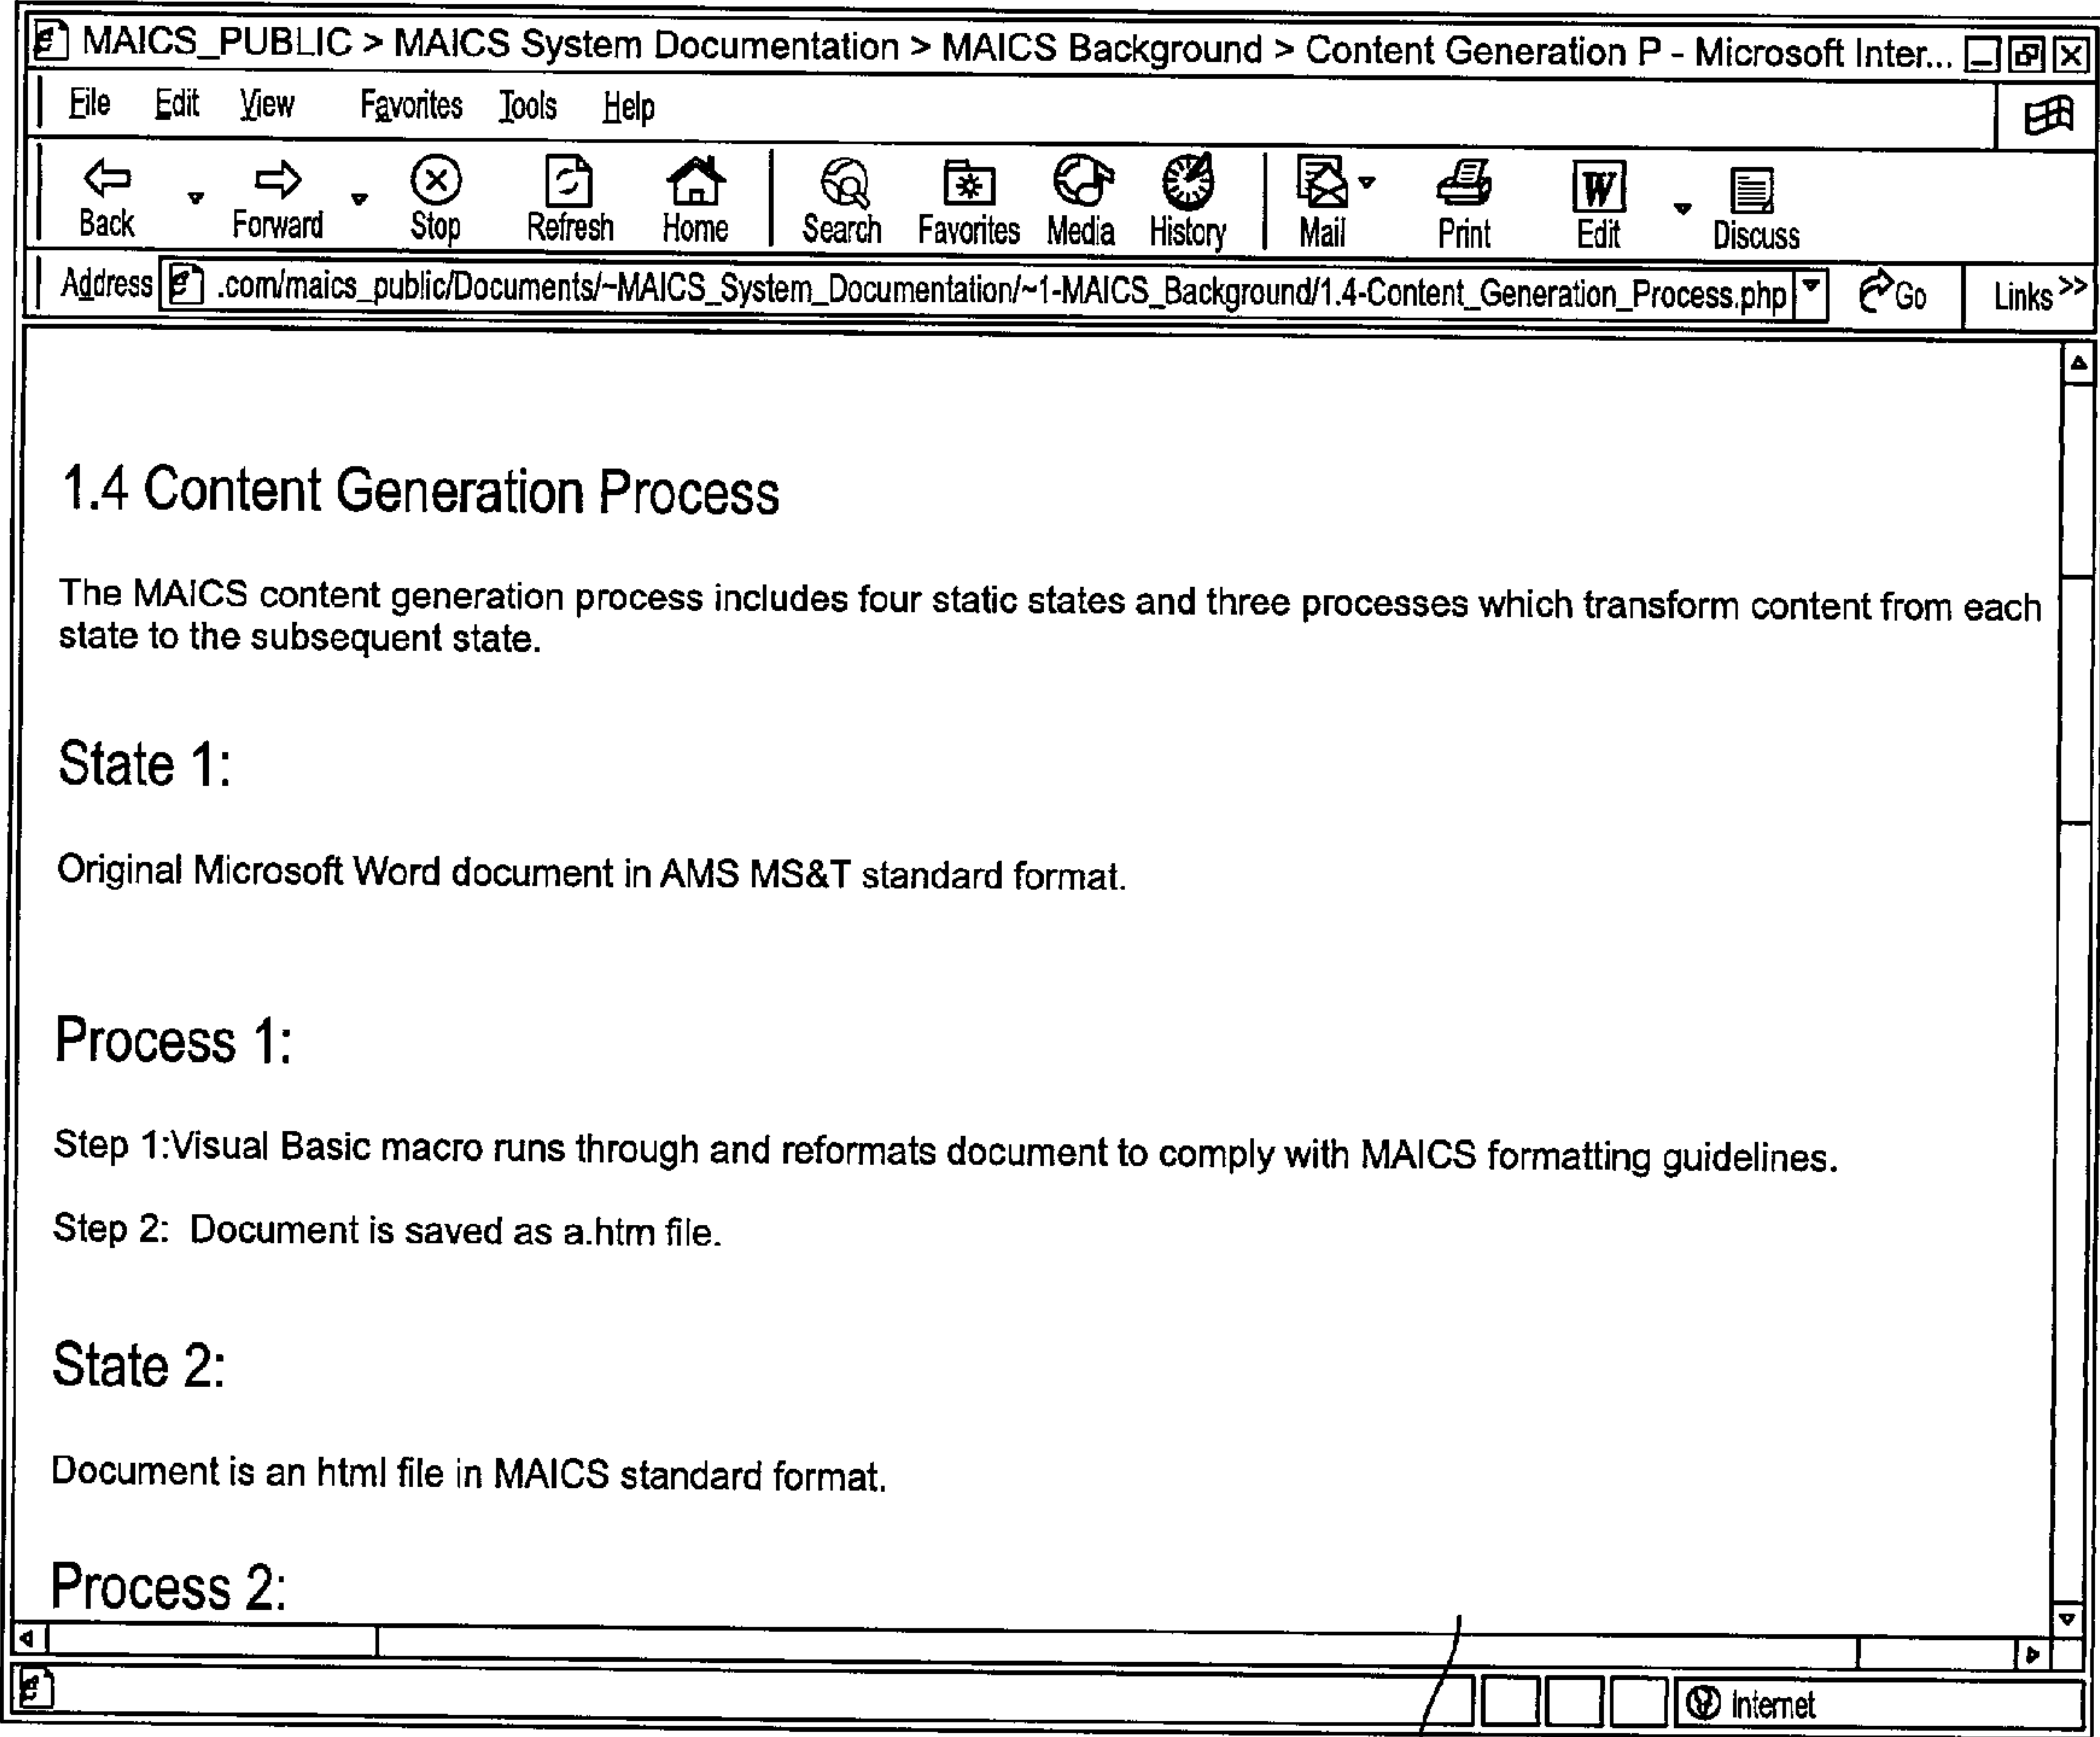 MAICS_PUBLIC > MAICS System Documentation > MAICS Background > Content Generation P - Microsoft Inter...
File Edit View Favorites Tools Help
Back Forward Stop Refresh Home Search Favorites Media History Mail Print Edit Discuss
Address .com/maics_public/Documents/~MAICS_System_Documentation/~1-MAICS_Background/1.4-Content_Generation_Process.php Go Links >>
1.4 Content Generation Process
The MAICS content generation process includes four static states and three processes which transform content from each
state to the subsequent state.
State 1:
Original Microsoft Word document in AMS MS&T standard format.
Process 1:
Step 1:Visual Basic macro runs through and reformats document to comply with MAICS formatting guidelines.
Step 2: Document is saved as a.htm file.
State 2:
Document is an html file in MAICS standard format.
Process 2:
Internet